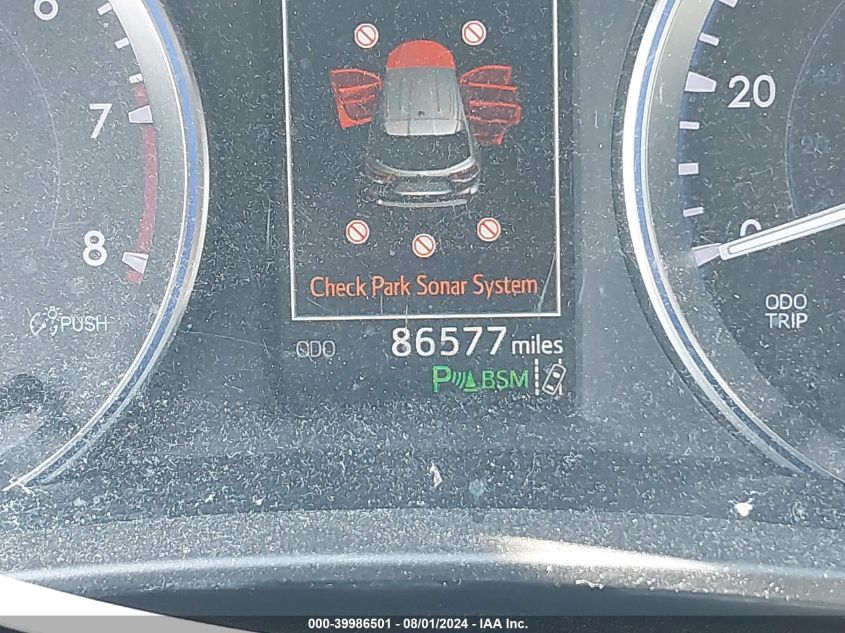 6
7
8
PUSH
Check Park Sonar System
ODO 86577 miles
P BSM
20
0
ODO
TRIP
000-39986501 - 08/01/2024 - IAA Inc.